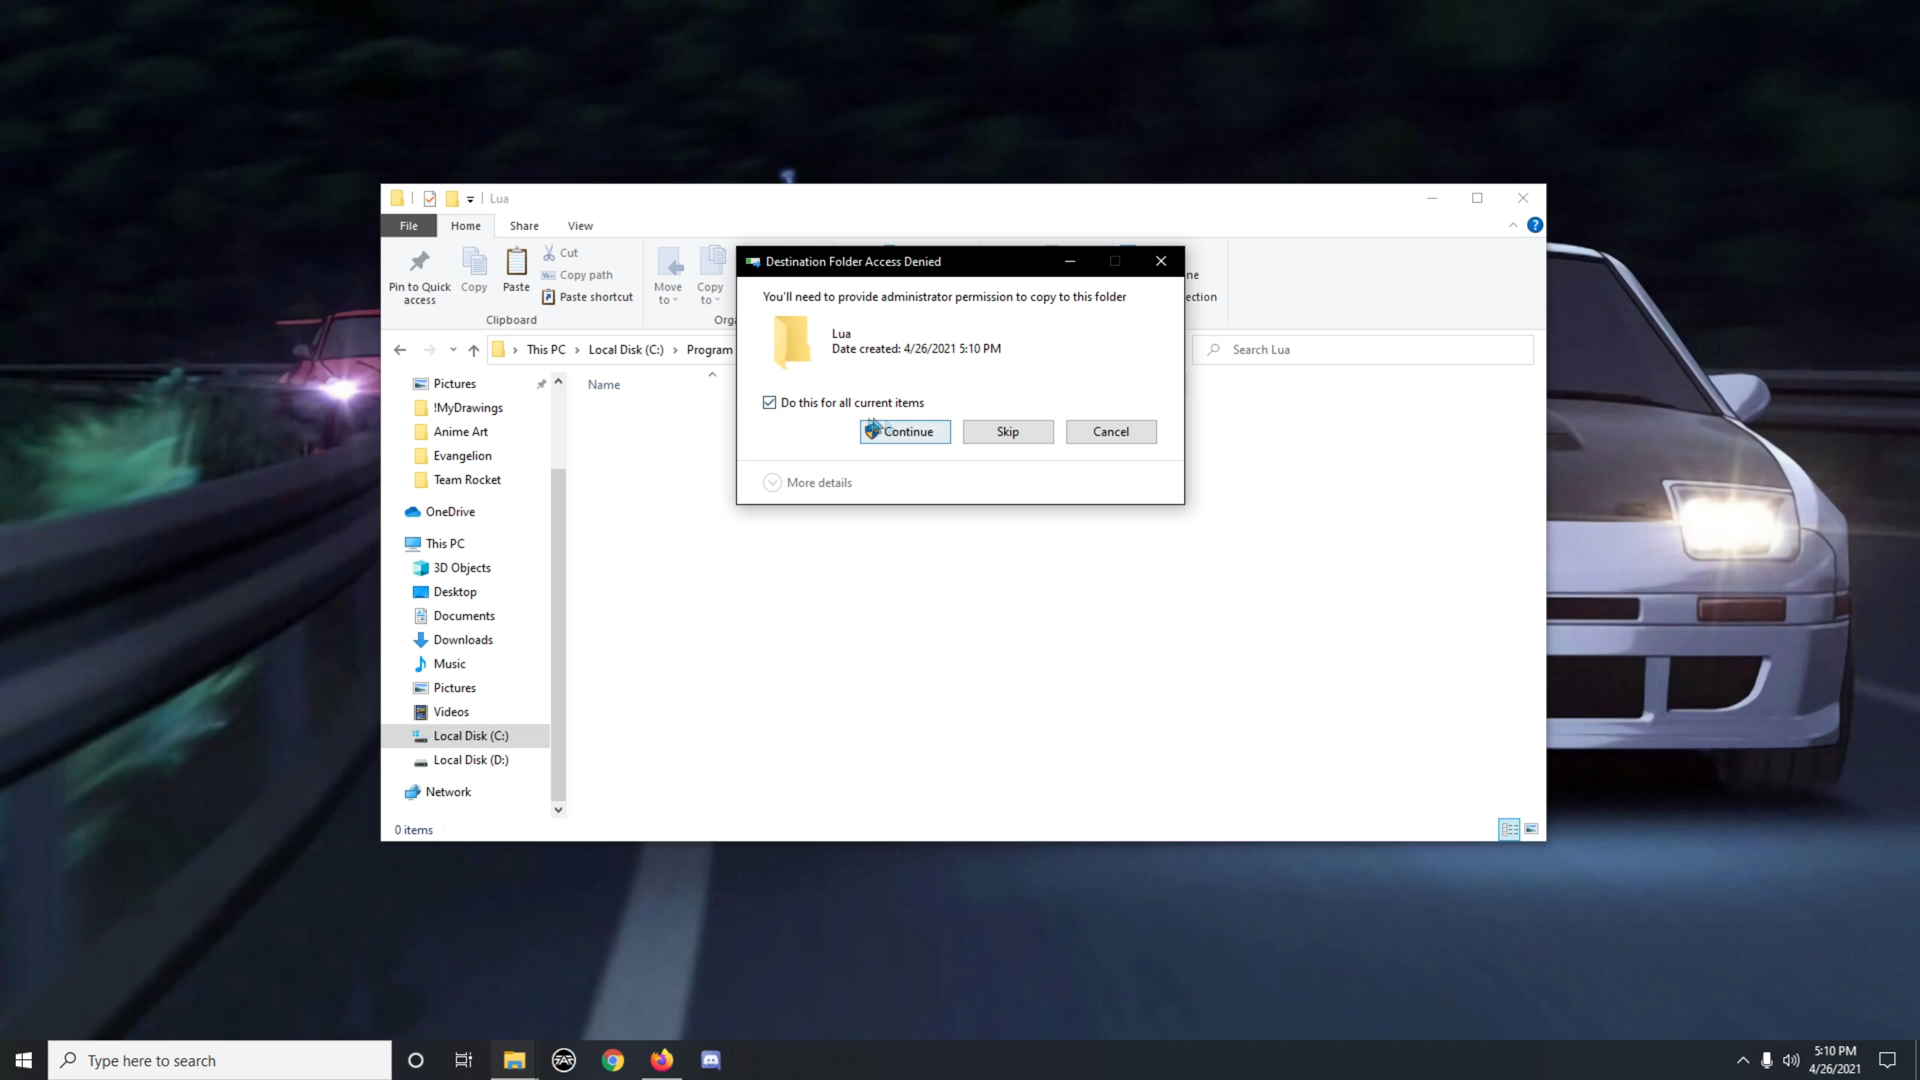 Lua
File Home Share View
Pin to Quick access
Copy
Paste
Cut
Copy path
Paste shortcut
Clipboard
Move to
Copy to
Orga
ne
ection
Destination Folder Access Denied
You'll need to provide administrator permission to copy to this folder
Lua
Date created: 4/26/2021 5:10 PM
Do this for all current items
Continue Skip Cancel
More details
This PC Local Disk (C:) Program
Search Lua
Name
Pictures
!MyDrawings
Anime Art
Evangelion
Team Rocket
OneDrive
This PC
3D Objects
Desktop
Documents
Downloads
Music
Pictures
Videos
Local Disk (C:)
Local Disk (D:)
Network
0 items
Type here to search
5:10 PM
4/26/2021